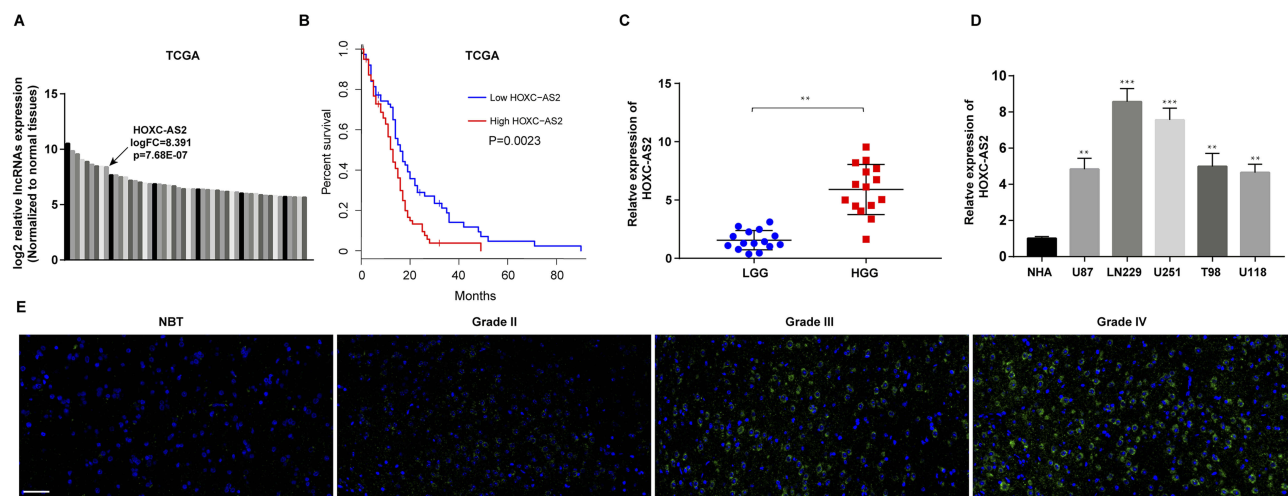 A
TCGA
log2 relative lncRNAs expression
(Normalized to normal tissues)
15
10
5
0
HOXC-AS2
logFC=8.391
p=7.68E-07
B
TCGA
Percent survival
1.0
0.8
0.6
0.4
0.2
0
Low HOXC−AS2
High HOXC−AS2
P=0.0023
0 20 40 60 80
Months
C
Relative expression of
HOXC-AS2
15
10
5
0
**
LGG HGG
D
Relatve expression of
HOXC-AS2
10
8
6
4
2
0
** *** *** ** **
NHA U87 LN229 U251 T98 U118
E
NBT Grade II Grade III Grade IV